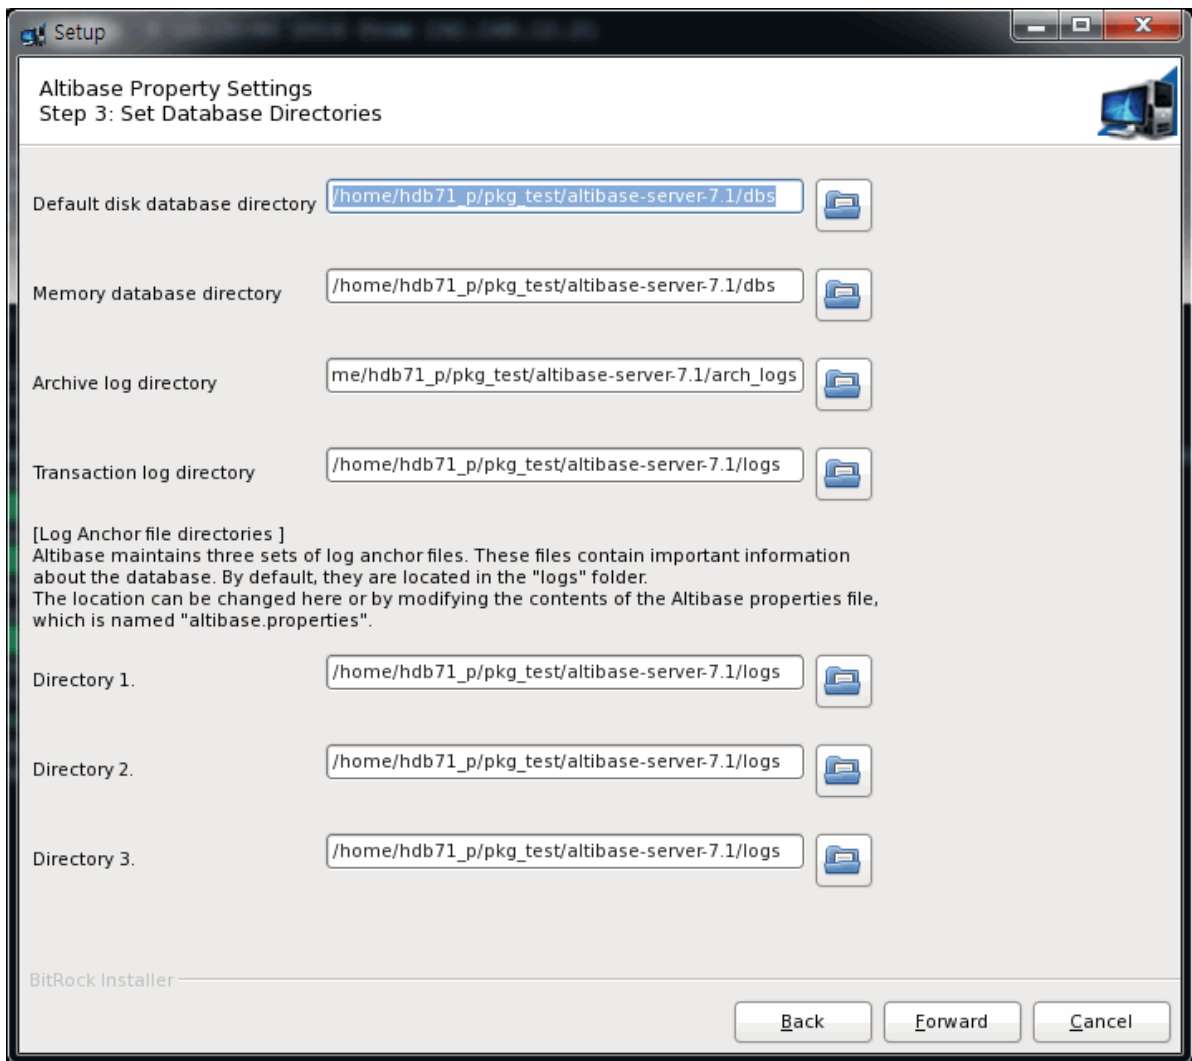 Setup
Altibase Property Settings
Step 3: Set Database Directories
Default disk database directory /home/hdb71_p/pkg_test/altibase-server-7.1/dbs
Memory database directory /home/hdb71_p/pkg_test/altibase-server-7.1/dbs
Archive log directory me/hdb71_p/pkg_test/altibase-server-7.1/arch_logs
Transaction log directory /home/hdb71_p/pkg_test/altibase-server-7.1/logs
[Log Anchor file directories ]
Altibase maintains three sets of log anchor files. These files contain important information
about the database. By default, they are located in the "logs" folder.
The location can be changed here or by modifying the contents of the Altibase properties file,
which is named "altibase.properties".
Directory 1. /home/hdb71_p/pkg_test/altibase-server-7.1/logs
Directory 2. /home/hdb71_p/pkg_test/altibase-server-7.1/logs
Directory 3. /home/hdb71_p/pkg_test/altibase-server-7.1/logs
BitRock Installer
Back Forward Cancel